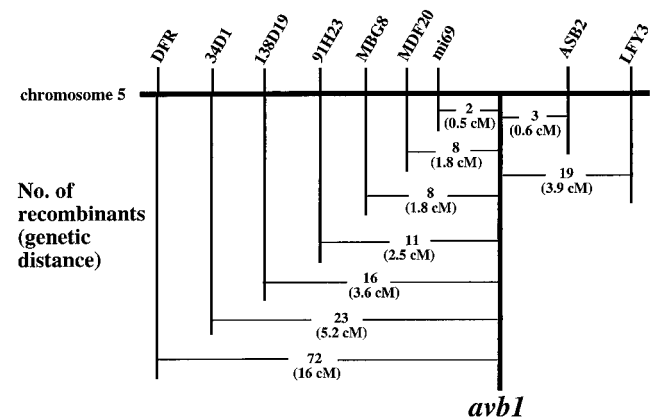 DFR
34D1
138D19
91H23
MBG8
MDF20
mi69
ASB2
LFY3
chromosome 5
2
(0.5 cM)
3
(0.6 cM)
8
(1.8 cM)
19
(3.9 cM)
8
(1.8 cM)
No. of
recombinants
(genetic
distance)
11
(2.5 cM)
16
(3.6 cM)
23
(5.2 cM)
72
(16 cM)
avb1